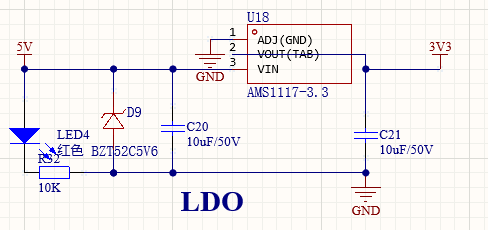 U18
5V
1
ADJ(GND)
2
VOUT(TAB)
3
VIN
3V3
GND
AMS1117-3.3
D9
LED4
红色
C20
10uF/50V
C21
10uF/50V
BZT52C5V6
R32
10K
LDO
GND